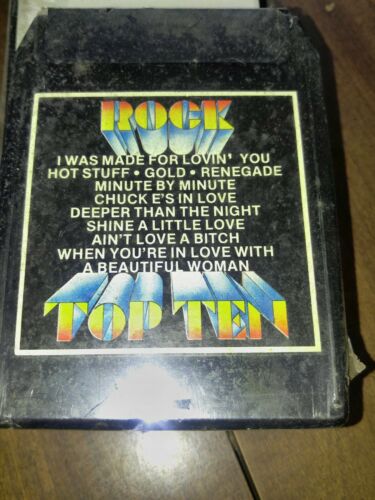 ROCK
I WAS MADE FOR LOVIN' YOU
HOT STUFF • GOLD • RENEGADE
MINUTE BY MINUTE
CHUCK E'S IN LOVE
DEEPER THAN THE NIGHT
SHINE A LITTLE LOVE
AIN'T LOVE A BITCH
WHEN YOU'RE IN LOVE WITH
A BEAUTIFUL WOMAN
TOP TEN